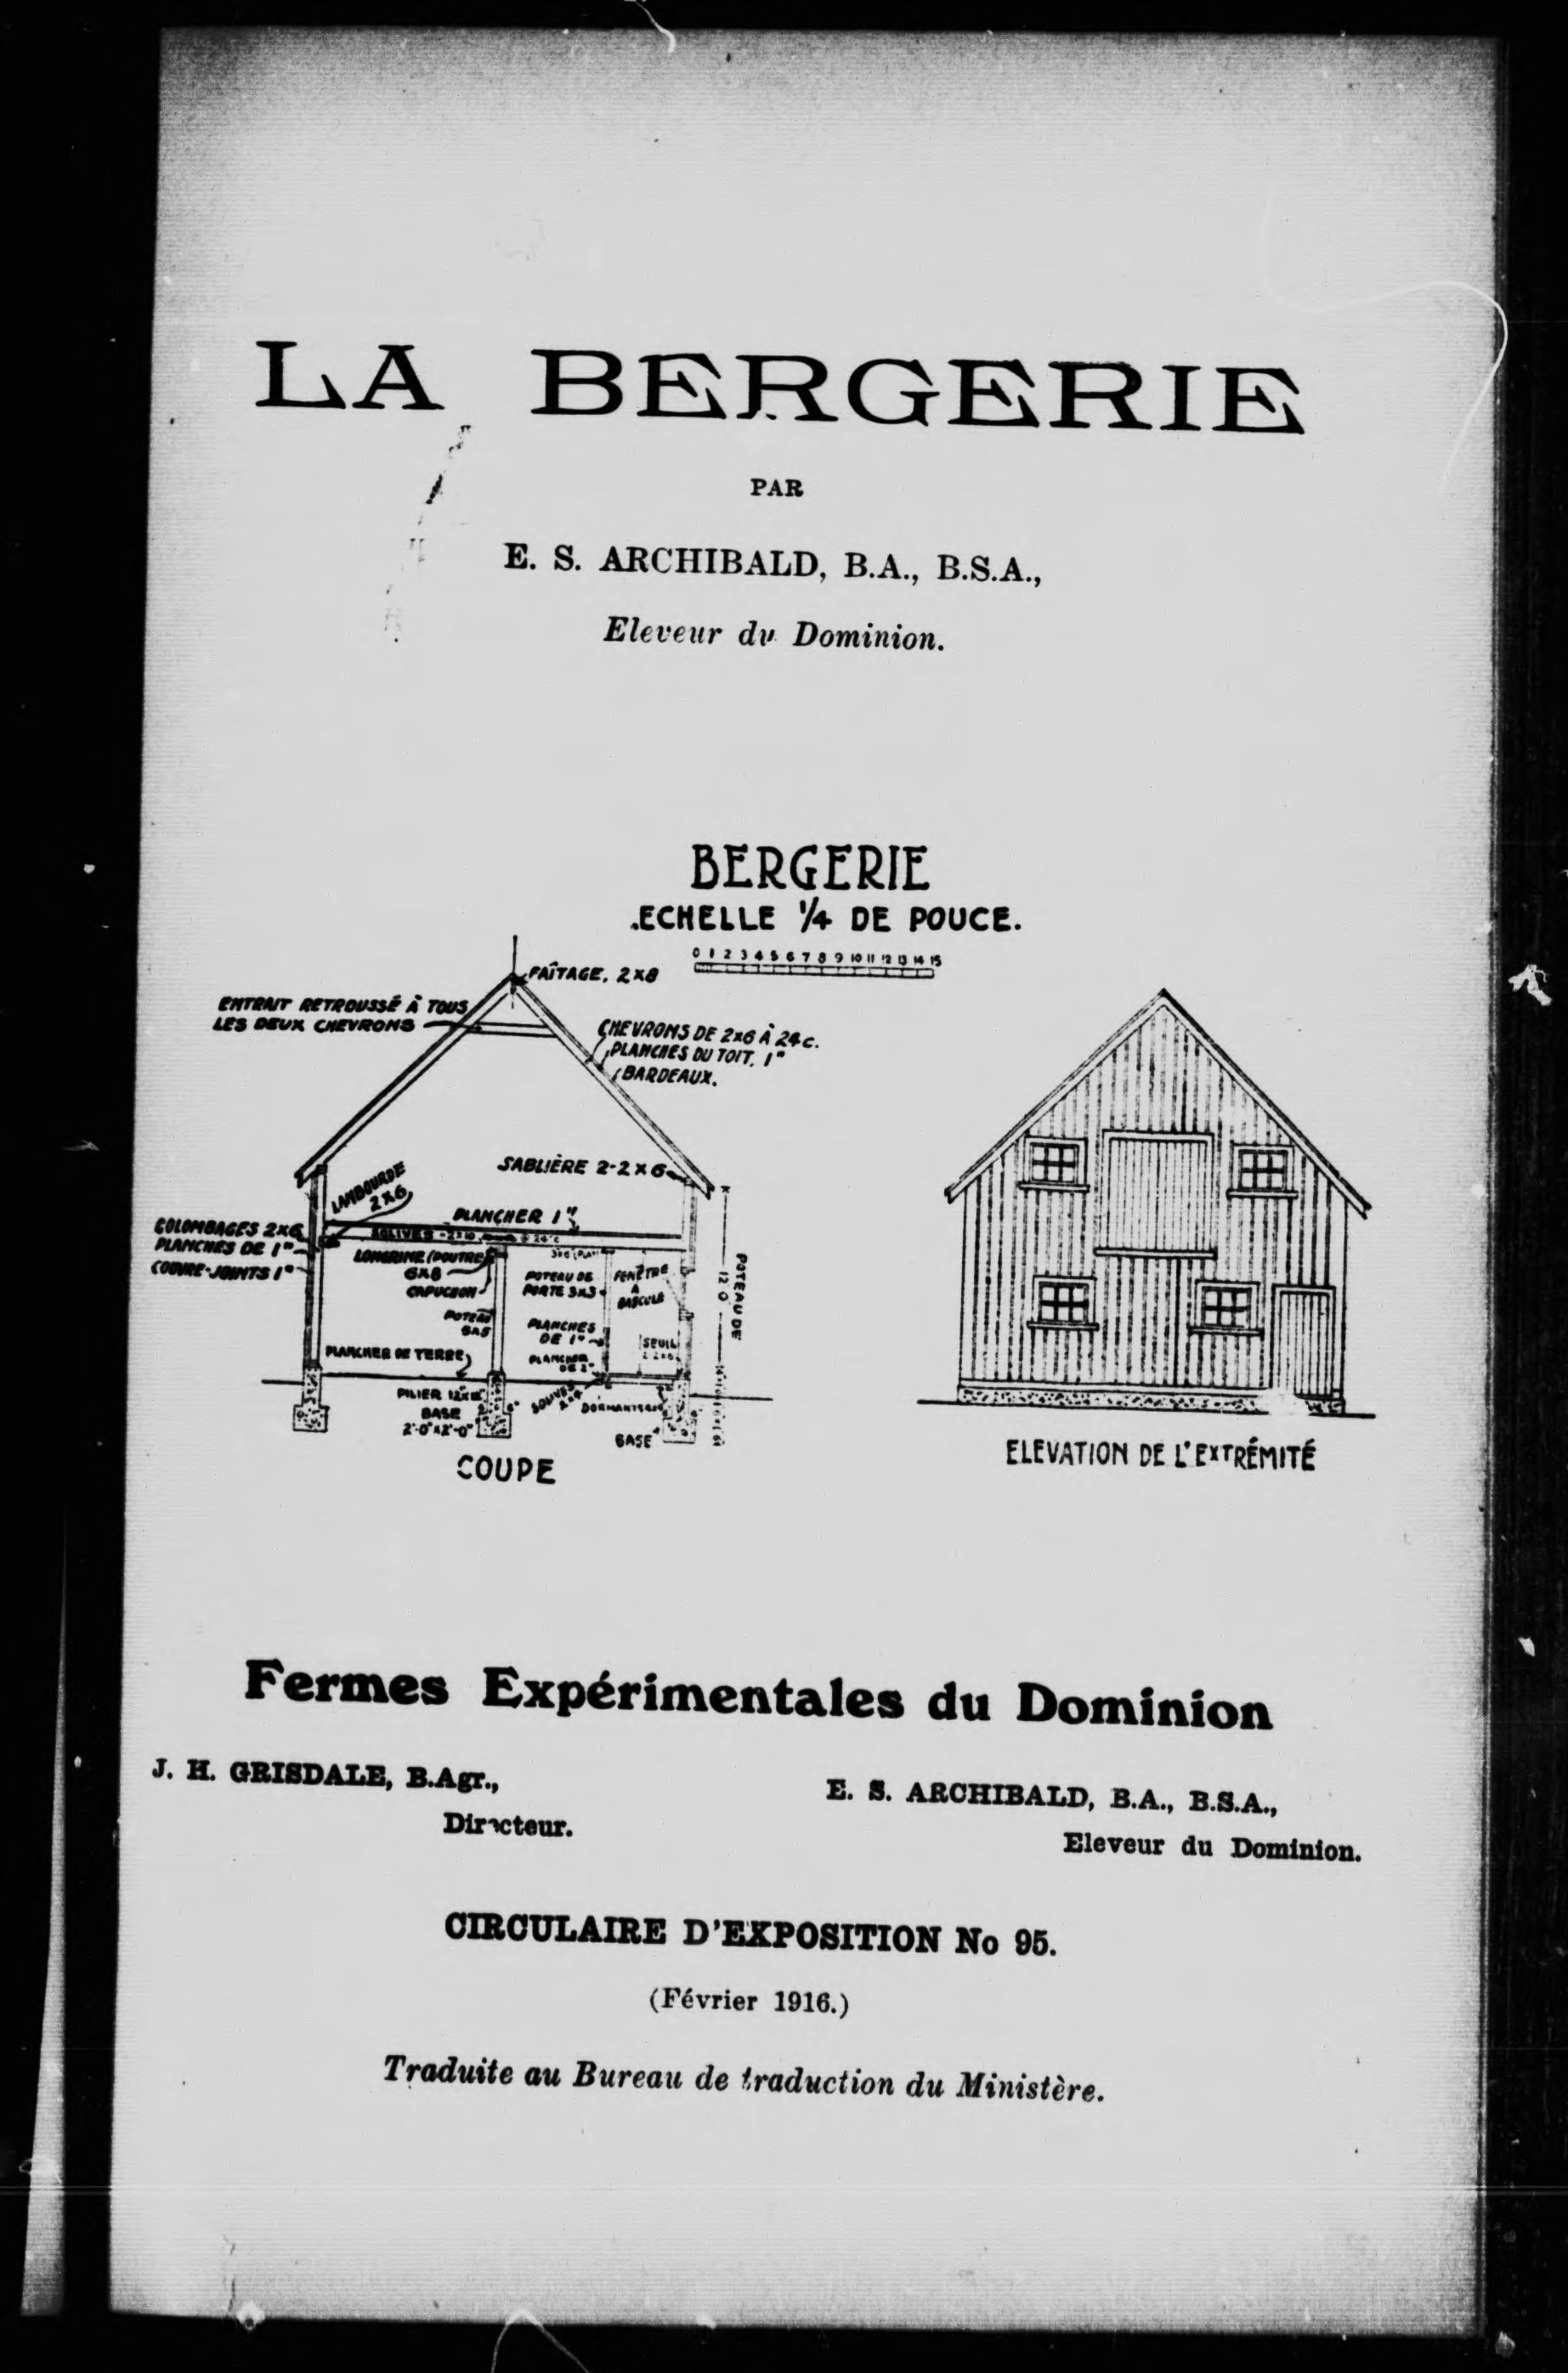 LA BERGERIE
PAR
E. S. ARCHIBALD, B.A., B.S.A.,
Eleveur du Dominion.
BERGERIE
ECHELLE 1/4 DE POUCE.
0 1 2 3 4 5 6 7 8 9 10 11 12 13 14 15
FAÎTAGE, 2x8
ENTRAIT RETROUSSÉ À TOUS
LES DEUX CHEVRONS
CHEVRONS DE 2x6 À 24 C.
PLANCHES DU TOIT, 1"
BARDEAUX.
SABLIÈRE 2-2x6
LAMBOURDE
2x6
PLANCHER 1"
COLOMBAGES 2x6
PLANCHES DE 1"
COUVRE-JOINTS 1"
SOLIVES
LONGRINE (POUTRE)
6x8
CAPUCHON
POTEAU
POTEAU DE
PORTE 3x3
FENÊTRE
À
BASCULE
PLANCHES
DE 1"
PLANCHER
SEUIL
POTEAU DE
12'0"
PLANCHER DE TERRE
PILIER
BASE
2'-0"x2'-0"
DORMANTS
BASE
COUPE
ELEVATION DE L'EXTRÉMITÉ
Fermes Expérimentales du Dominion
J. H. GRISDALE, B.Agr.,
Directeur.
E. S. ARCHIBALD, B.A., B.S.A.,
Eleveur du Dominion.
CIRCULAIRE D'EXPOSITION No 95.
(Février 1916.)
Traduite au Bureau de traduction du Ministère.